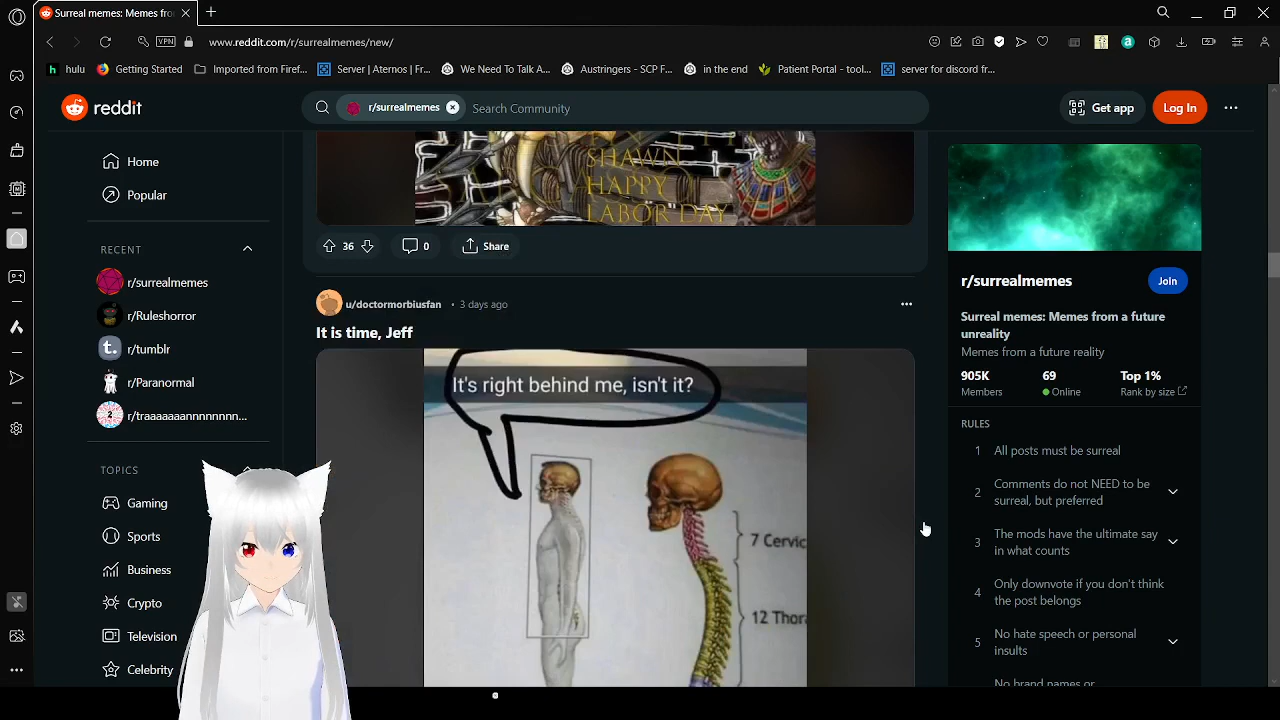 Surreal memes: Memes fro
www.reddit.com/r/surrealmemes/new/
VPN
hulu
Getting Started
Imported from Firef...
Server | Aternos | Fr...
We Need To Talk A...
Austringers - SCP F...
in the end
Patient Portal - tool...
server for discord fr...
reddit
r/surrealmemes
Search Community
Get app
Log In
Home
Popular
RECENT
r/surrealmemes
r/Ruleshorror
r/tumblr
r/Paranormal
r/traaaaaaannnnnnnn...
TOPICS
Gaming
Sports
Business
Crypto
Television
Celebrity
SHAWN
HAPPY
LABOR DAY
36
0
Share
u/doctormorbiusfan • 3 days ago
It is time, Jeff
It's right behind me, isn't it?
7 Cervic
12 Thora
r/surrealmemes
Join
Surreal memes: Memes from a future
unreality
Memes from a future reality
905K
69
Top 1%
Members
Online
Rank by size
RULES
1 All posts must be surreal
2 Comments do not NEED to be
surreal, but preferred
3 The mods have the ultimate say
in what counts
4 Only downvote if you don't think
the post belongs
5 No hate speech or personal
insults
No brand names or